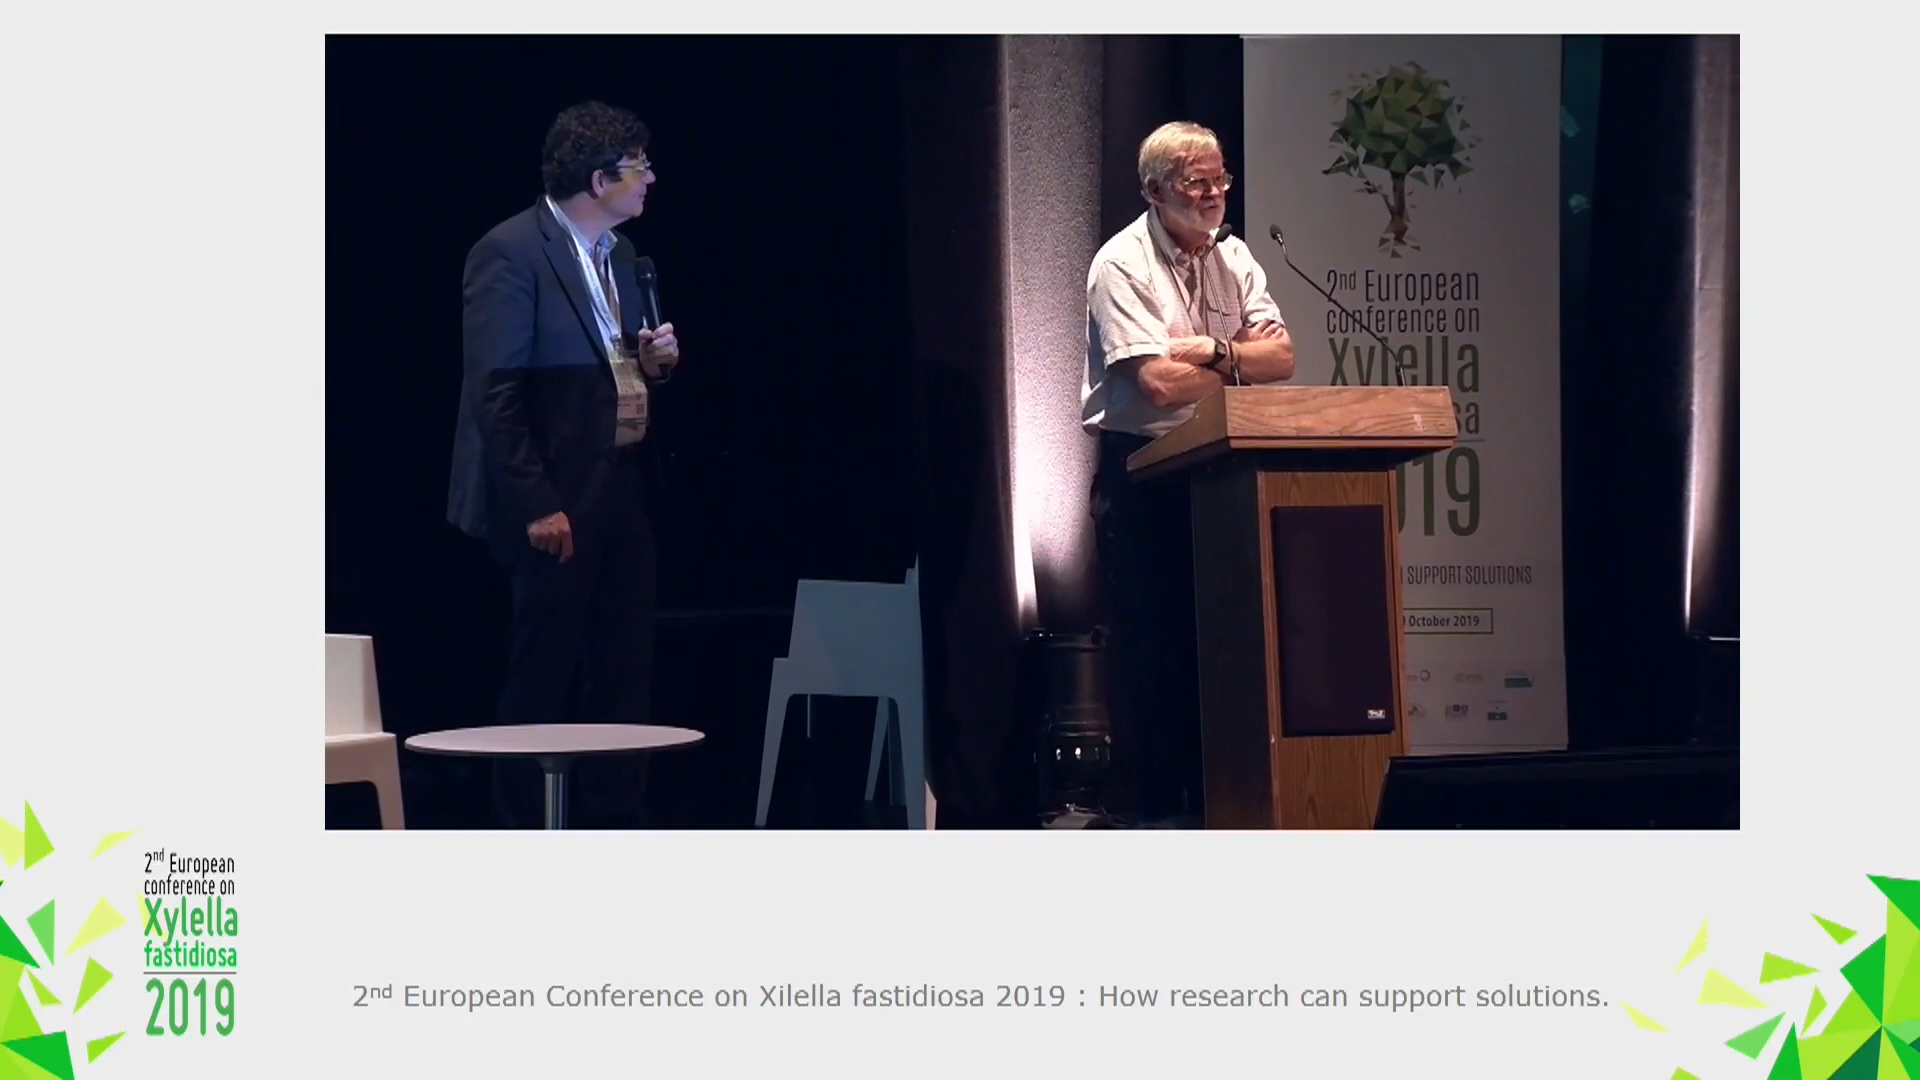 2nd European
conference on
Xylella
sa
19
SUPPORT SOLUTIONS
October 2019
2nd European
conference on
Xylella
fastidiosa
2019
2nd European Conference on Xilella fastidiosa 2019 : How research can support solutions.